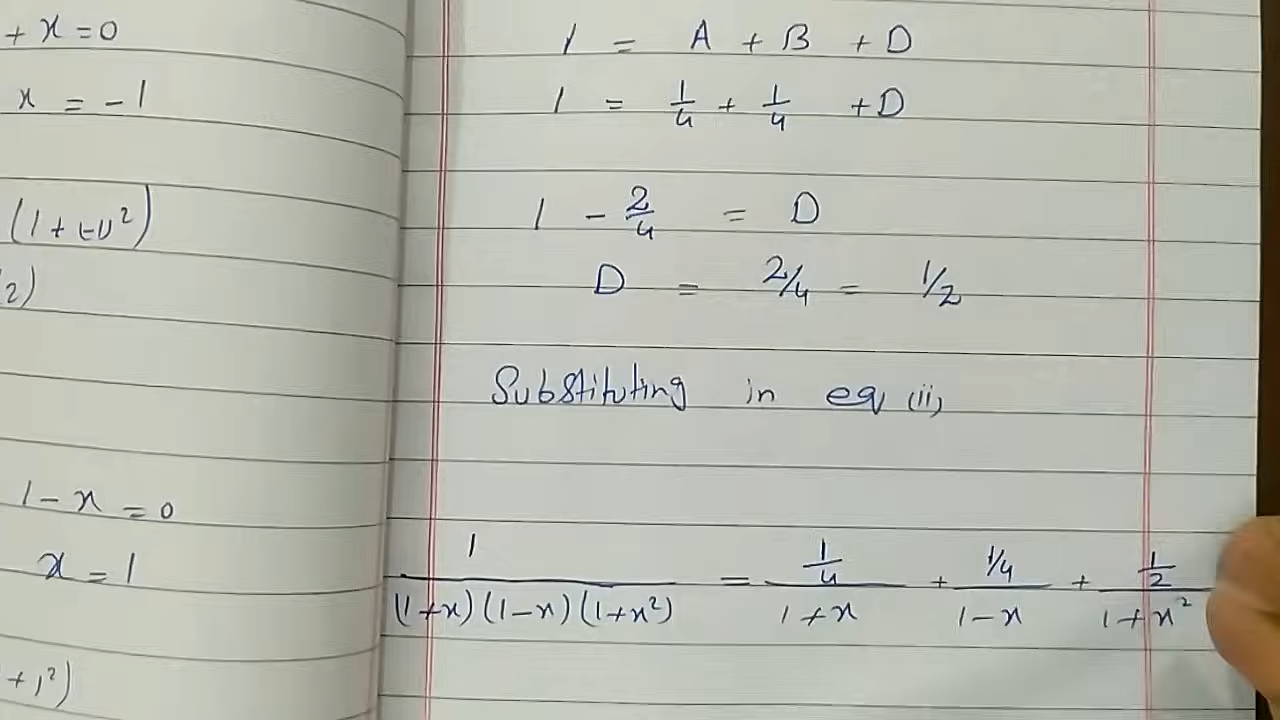 + x = 0
x = -1
(1 + (-1)²)
2)
1 - x = 0
x = 1
+ 1²)
1 = A + B + D
1 = 1/4 + 1/4 + D
1 - 2/4 = D
D = 2/4 = 1/2
Substituting in eq (ii)
1/((1+x)(1-x)(1+x²)) = (1/4)/(1+x) + (1/4)/(1-x) + (1/2)/(1+x²)